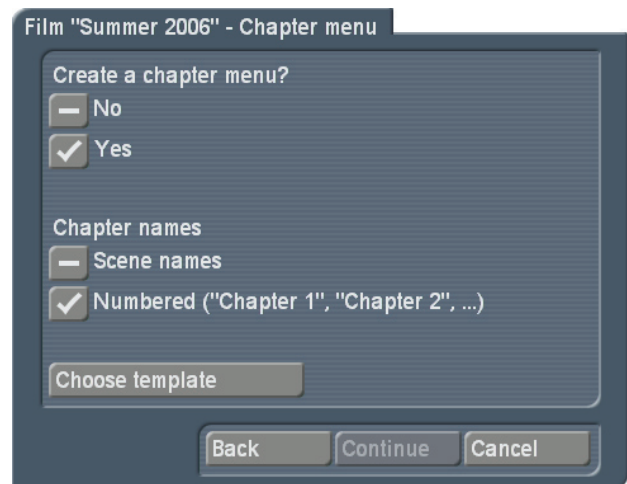 Film "Summer 2006" - Chapter menu
Create a chapter menu?
No
Yes
Chapter names
Scene names
Numbered ("Chapter 1", "Chapter 2", ...)
Choose template
Back Continue Cancel